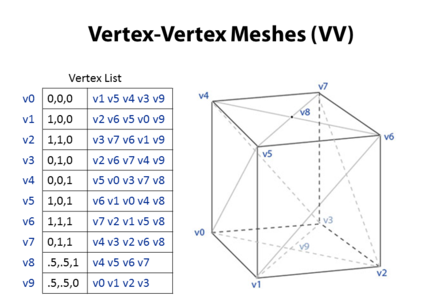 Vertex-Vertex Meshes (VV)
Vertex List
v0 0,0,0 v1 v5 v4 v3 v9
v1 1,0,0 v2 v6 v5 v0 v9
v2 1,1,0 v3 v7 v6 v1 v9
v3 0,1,0 v2 v6 v7 v4 v9
v4 0,0,1 v5 v0 v3 v7 v8
v5 1,0,1 v6 v1 v0 v4 v8
v6 1,1,1 v7 v2 v1 v5 v8
v7 0,1,1 v4 v3 v2 v6 v8
v8 .5,.5,1 v4 v5 v6 v7
v9 .5,.5,0 v0 v1 v2 v3
v7
v4
v8
v6
v5
v3
v0
v9
v2
v1